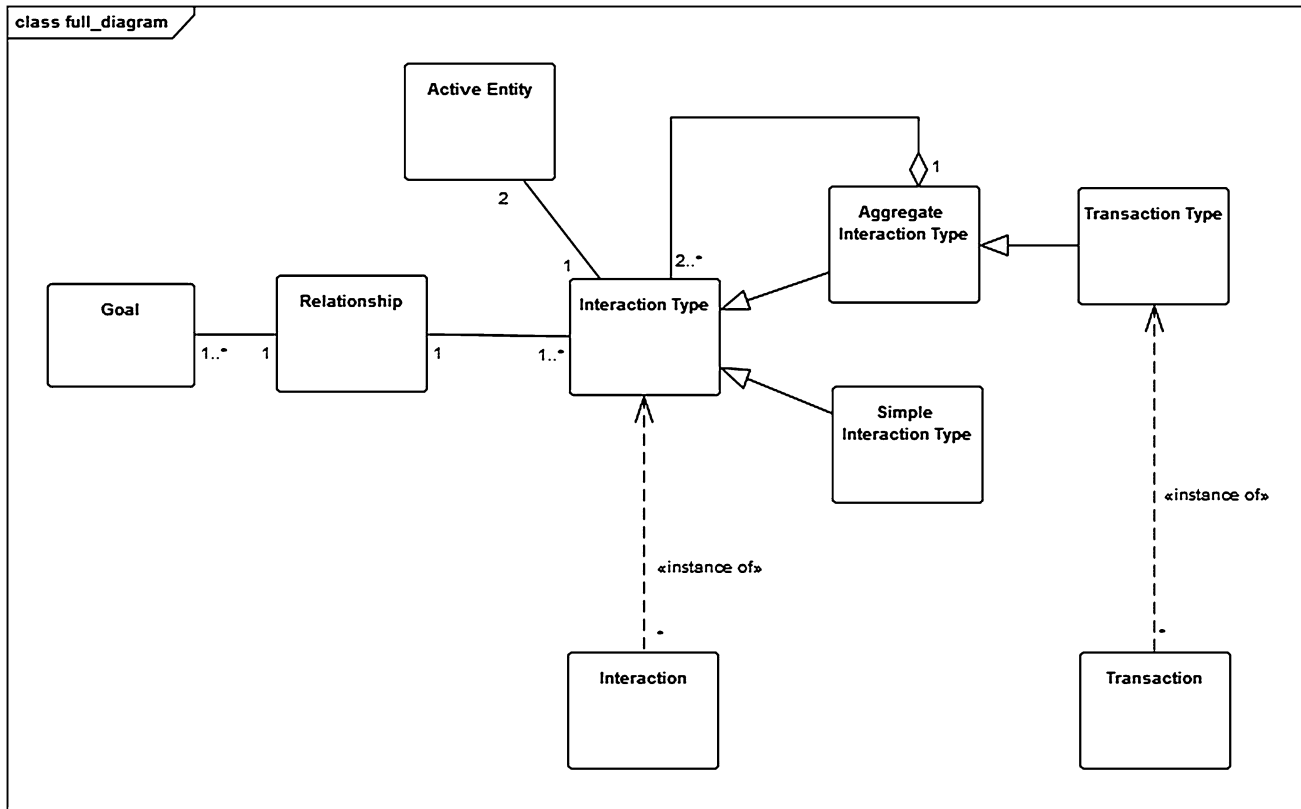 class full_diagram
Active Entity
2
1
1
2..*
Aggregate
Interaction Type
Transaction Type
Goal
1..*
1
Relationship
1
1..*
Interaction Type
Simple
Interaction Type
«instance of»
*
Interaction
«instance of»
*
Transaction